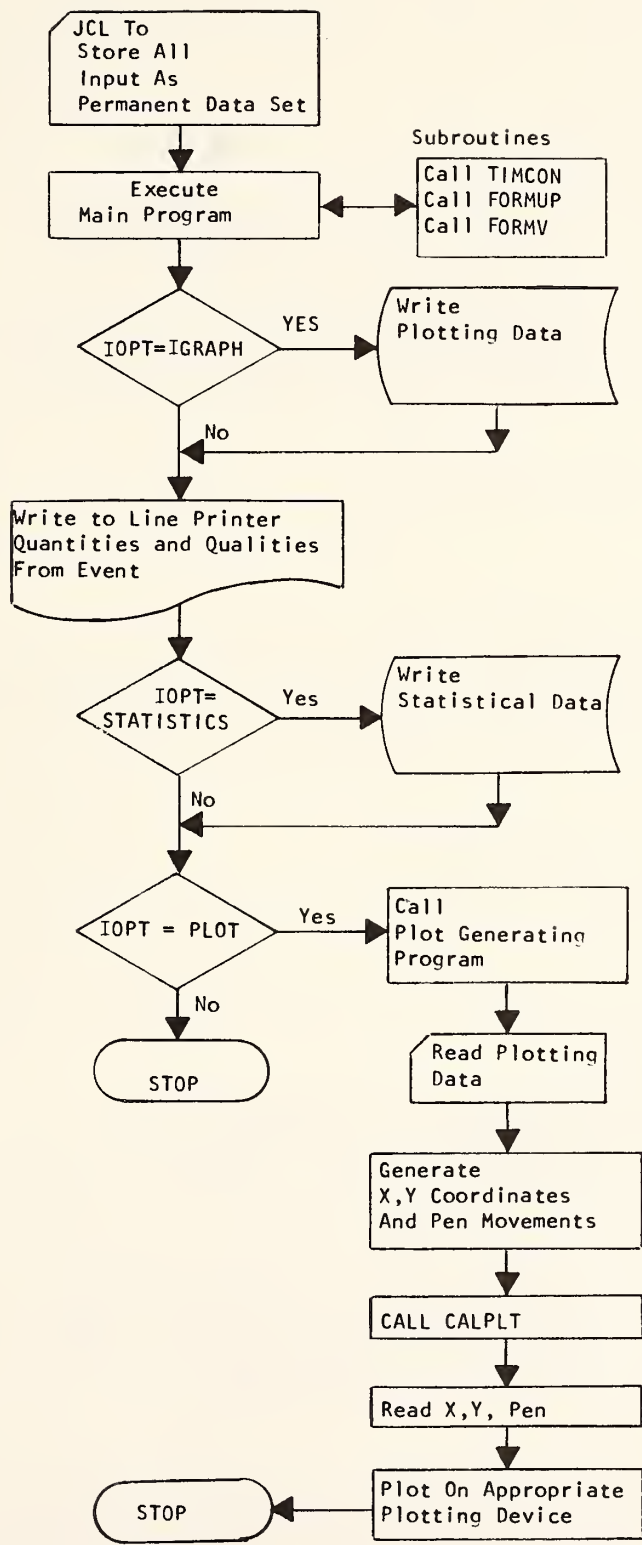 JCL To
Store All
Input As
Permanent Data Set
Subroutines
Execute
Main Program
Call TIMCON
Call FORMUP
Call FORMV
IOPT=IGRAPH
YES
Write
Plotting Data
No
Write to Line Printer
Quantities and Qualities
From Event
IOPT=
STATISTICS
Yes
Write
Statistical Data
No
IOPT = PLOT
Yes
Call
Plot Generating
Program
No
STOP
Read Plotting
Data
Generate
X,Y Coordinates
And Pen Movements
CALL CALPLT
Read X,Y, Pen
Plot On Appropriate
Plotting Device
STOP